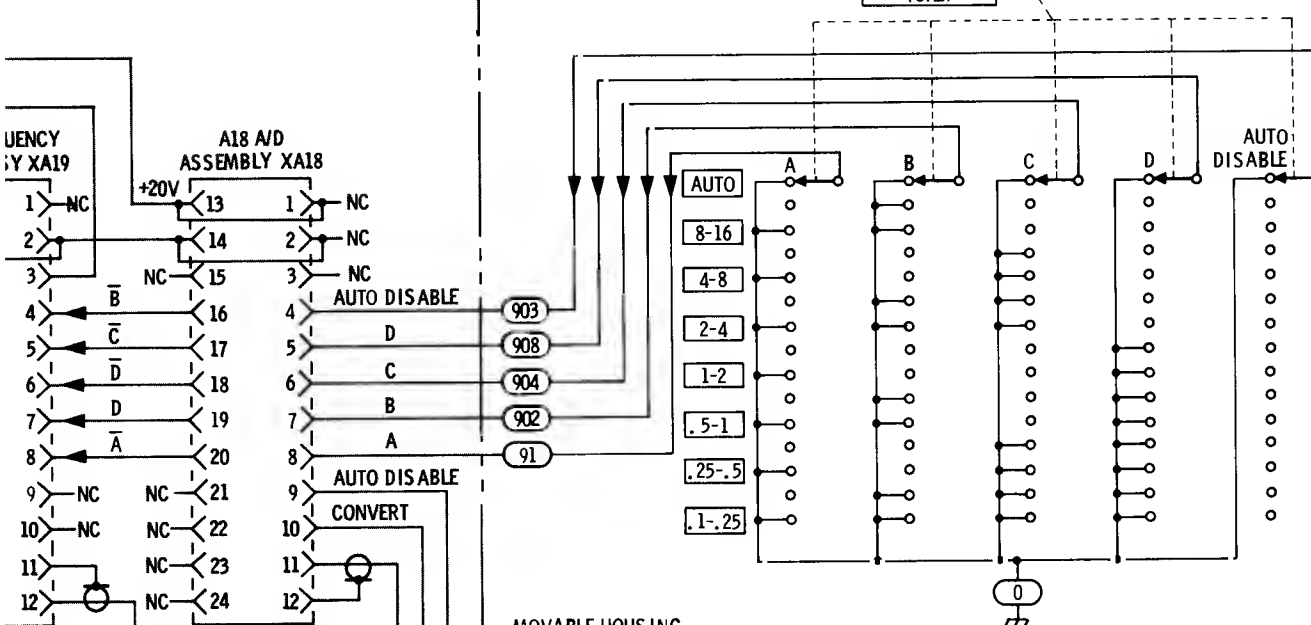 UENCY
Y XA19
1 NC
2
3
4
5
6
7
8
9 NC
10 NC
11
12
B̅
C̅
D̅
D
A̅
A18 A/D
ASSEMBLY XA18
+20V
13 1 NC
14 2 NC
NC 15 3 NC
16 4 AUTO DISABLE 903
17 5 D 908
18 6 C 904
19 7 B 902
20 8 A 91
NC 21 9 AUTO DISABLE
NC 22 10 CONVERT
NC 23 11
NC 24 12
A B C D AUTO
DISABLE
AUTO
8-16
4-8
2-4
1-2
.5-1
.25-.5
.1-.25
0
MOVABLE HOUSING